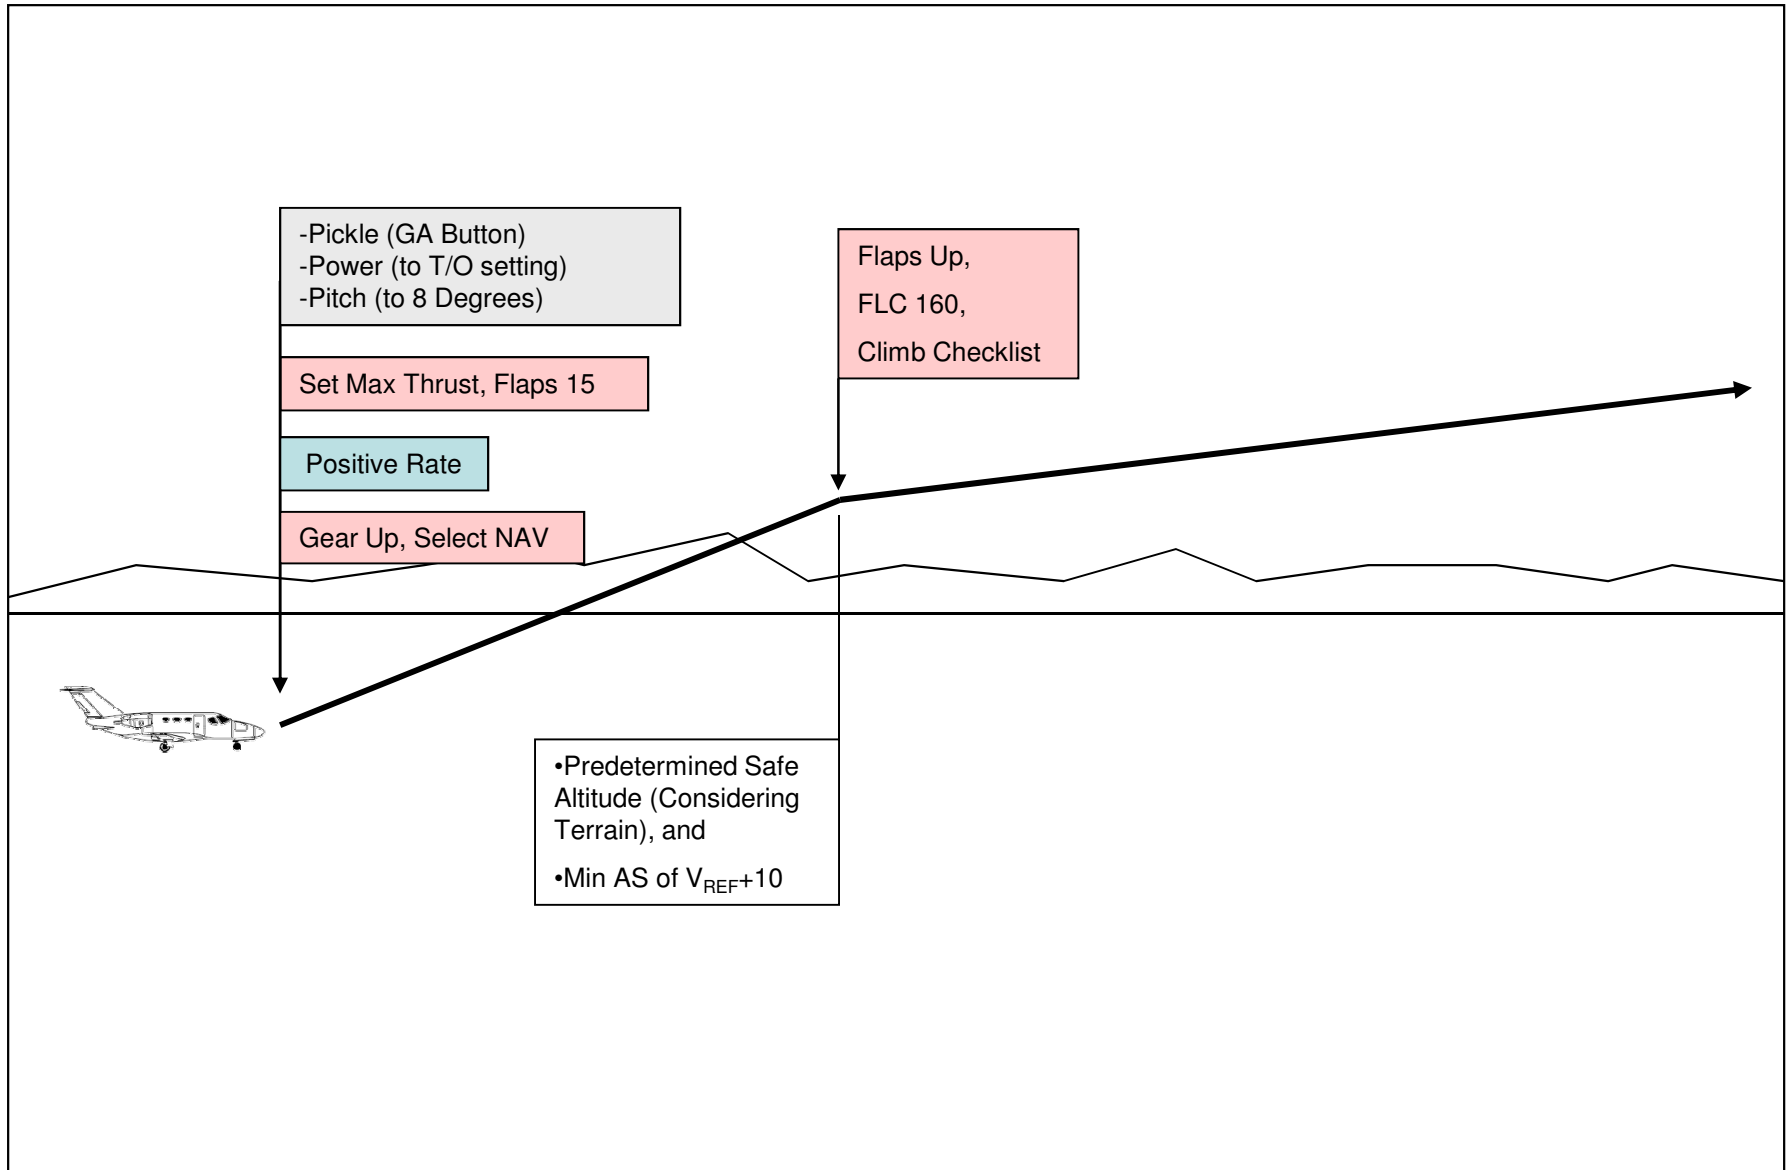 -Pickle (GA Button)
-Power (to T/O setting)
-Pitch (to 8 Degrees)
Set Max Thrust, Flaps 15
Positive Rate
Gear Up, Select NAV
Flaps Up,
FLC 160,
Climb Checklist
•Predetermined Safe
Altitude (Considering
Terrain), and
•Min AS of VREF+10